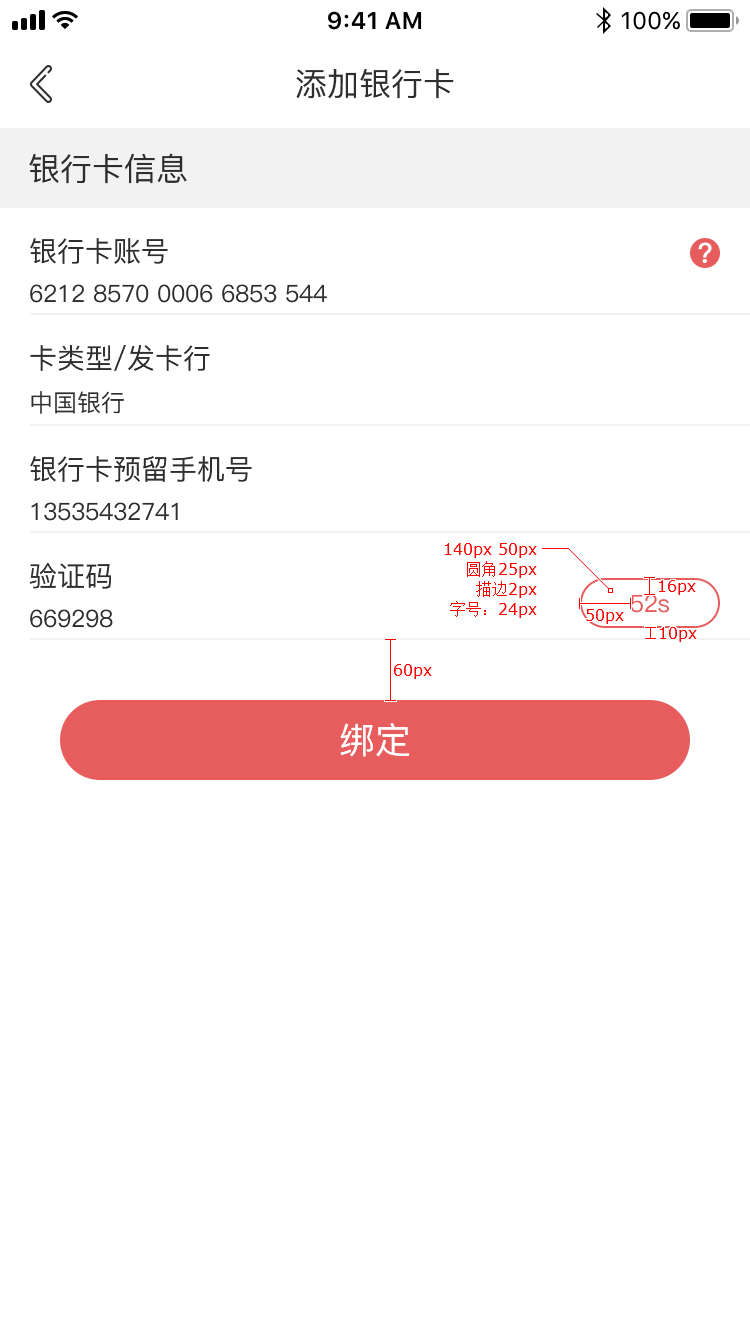 9:41 AM
100%
添加银行卡
银行卡信息
银行卡账号
?
6212 8570 0006 6853 544
卡类型/发卡行
中国银行
银行卡预留手机号
13535432741
140px 50px
圆角25px
描边2px
字号：24px
验证码
669298
16px
52s
50px
10px
60px
绑定